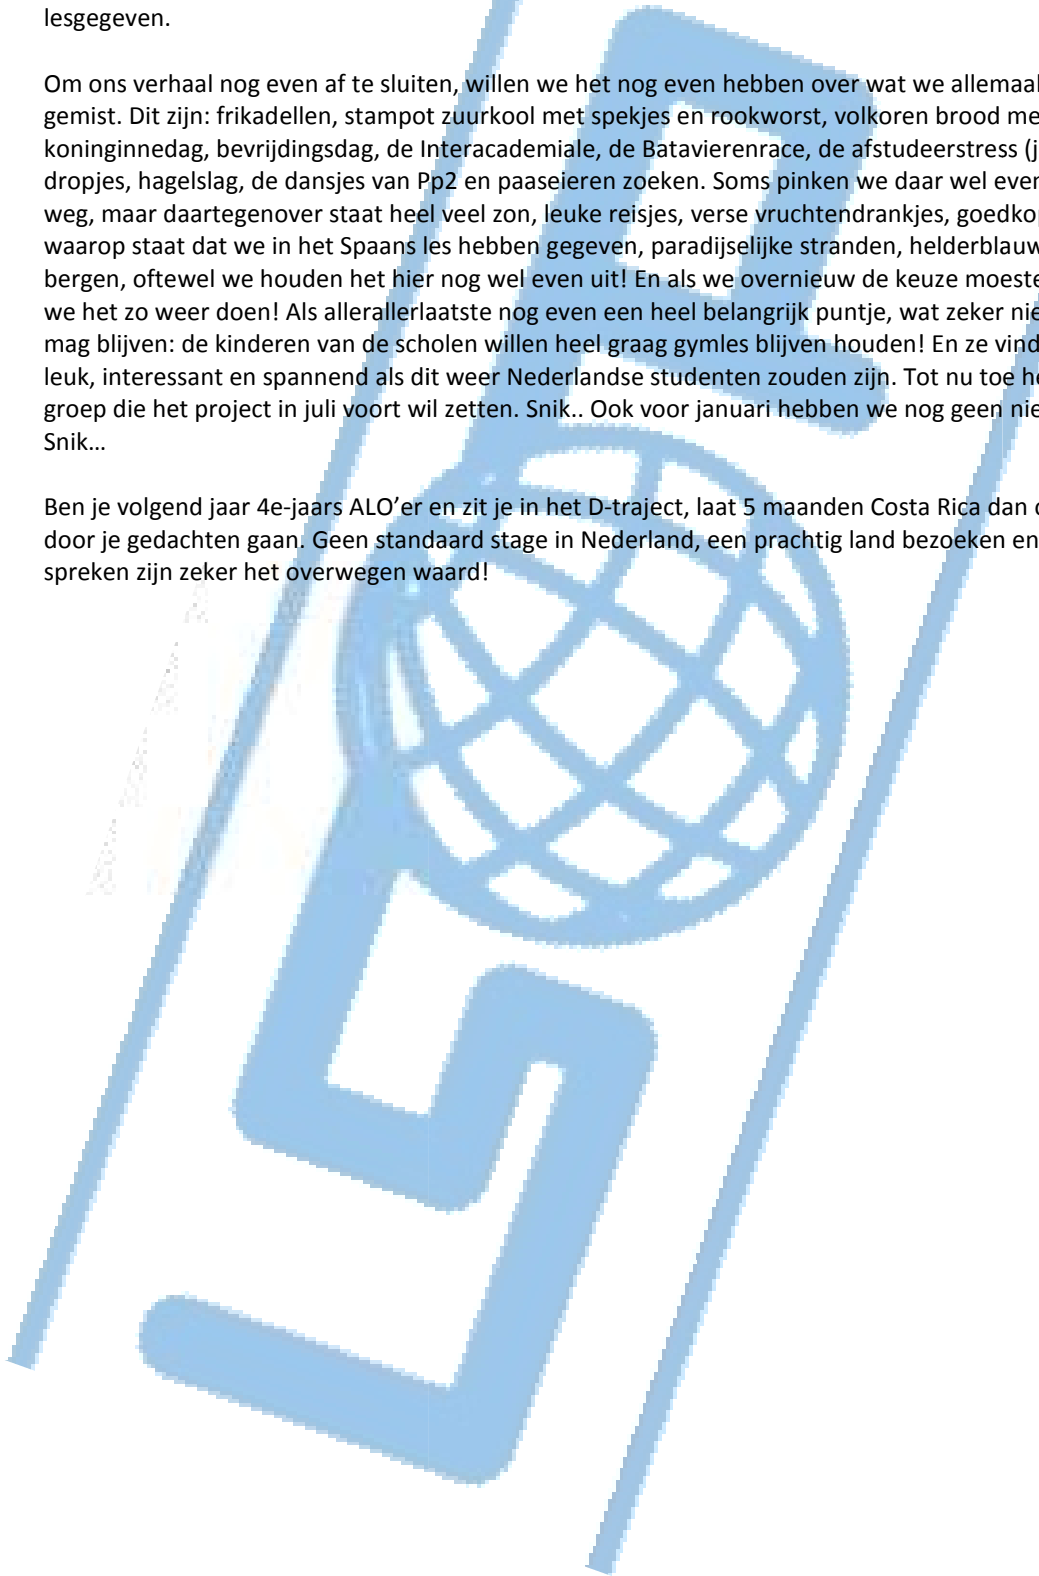 lesgegeven.
Om ons verhaal nog even af te sluiten, willen we het nog even hebben over wat we allemaal
gemist. Dit zijn: frikadellen, stampot zuurkool met spekjes en rookworst, volkoren brood me
koninginnedag, bevrijdingsdag, de Interacademiale, de Batavierenrace, de afstudeerstress (j
dropjes, hagelslag, de dansjes van Pp2 en paaseieren zoeken. Soms pinken we daar wel even
weg, maar daartegenover staat heel veel zon, leuke reisjes, verse vruchtendrankjes, goedkop
waarop staat dat we in het Spaans les hebben gegeven, paradijselijke stranden, helderblauw
bergen, oftewel we houden het hier nog wel even uit! En als we overnieuw de keuze moeste
we het zo weer doen! Als allerallerlaatste nog even een heel belangrijk puntje, wat zeker nie
mag blijven: de kinderen van de scholen willen heel graag gymles blijven houden! En ze vind
leuk, interessant en spannend als dit weer Nederlandse studenten zouden zijn. Tot nu toe he
groep die het project in juli voort wil zetten. Snik.. Ook voor januari hebben we nog geen nie
Snik…
Ben je volgend jaar 4e-jaars ALO’er en zit je in het D-traject, laat 5 maanden Costa Rica dan
door je gedachten gaan. Geen standaard stage in Nederland, een prachtig land bezoeken en
spreken zijn zeker het overwegen waard!